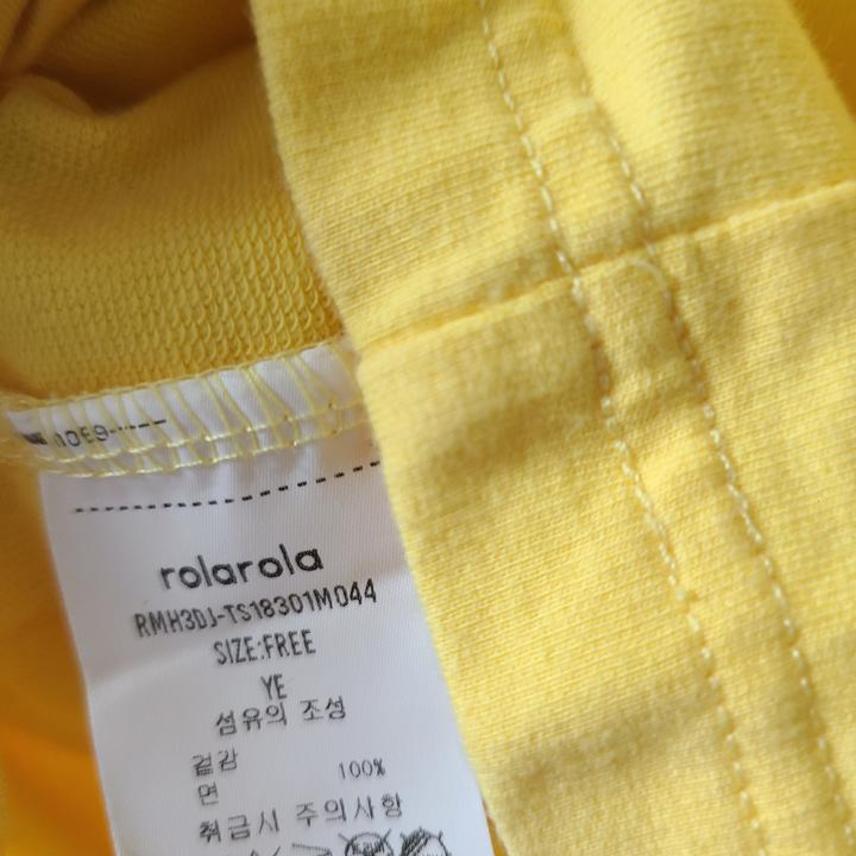 rolarola
RMH3DJ-TS18301M044
SIZE:FREE
YE
섬유의 조성
겉감
100%
면
취급시 주의사항